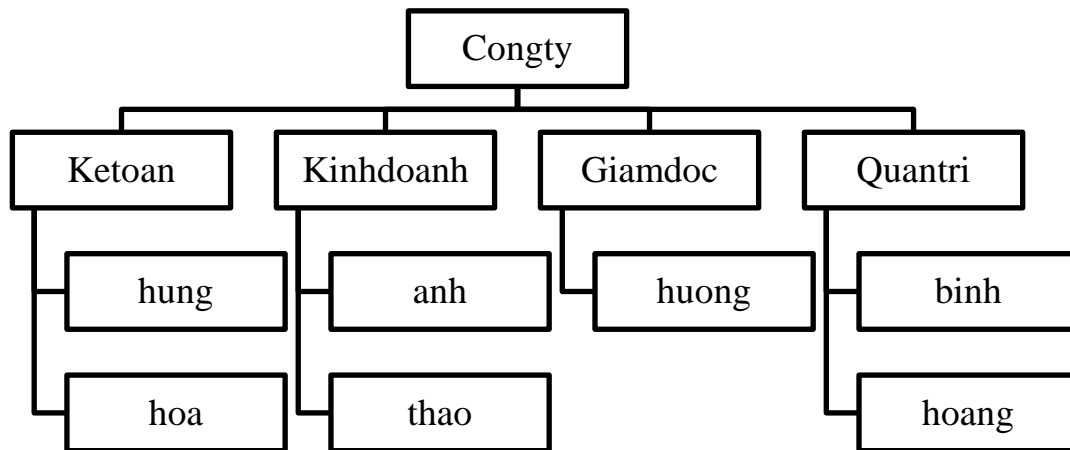 Congty
Ketoan
Kinhdoanh
Giamdoc
Quantri
hung
anh
huong
binh
hoa
thao
hoang